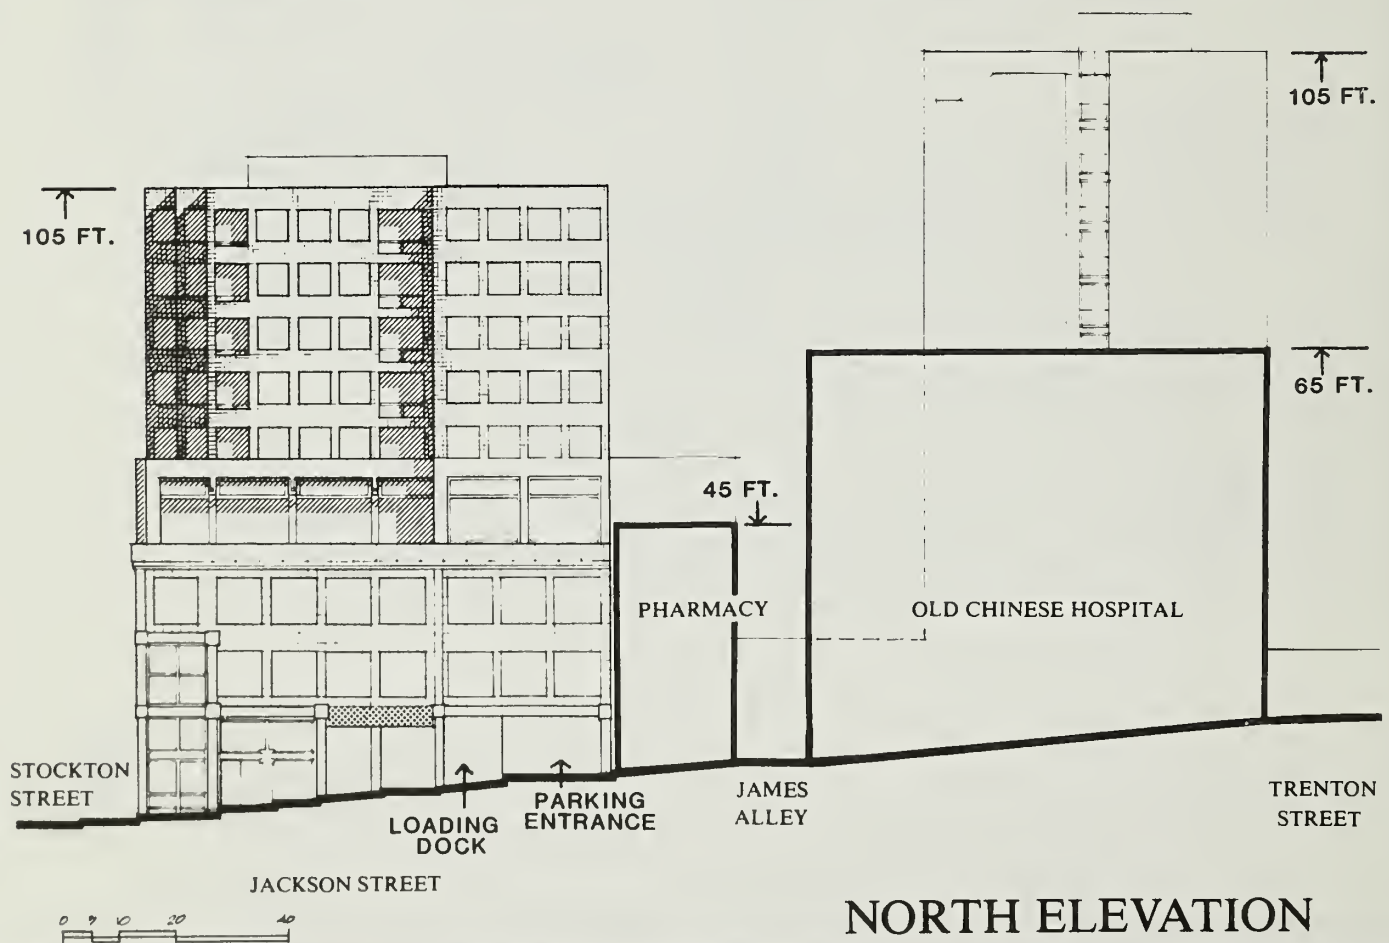 105 FT.
105 FT.
65 FT.
45 FT.
PHARMACY
OLD CHINESE HOSPITAL
STOCKTON
STREET
LOADING
DOCK
PARKING
ENTRANCE
JAMES
ALLEY
TRENTON
STREET
JACKSON STREET
0 5 10 20 40
NORTH ELEVATION